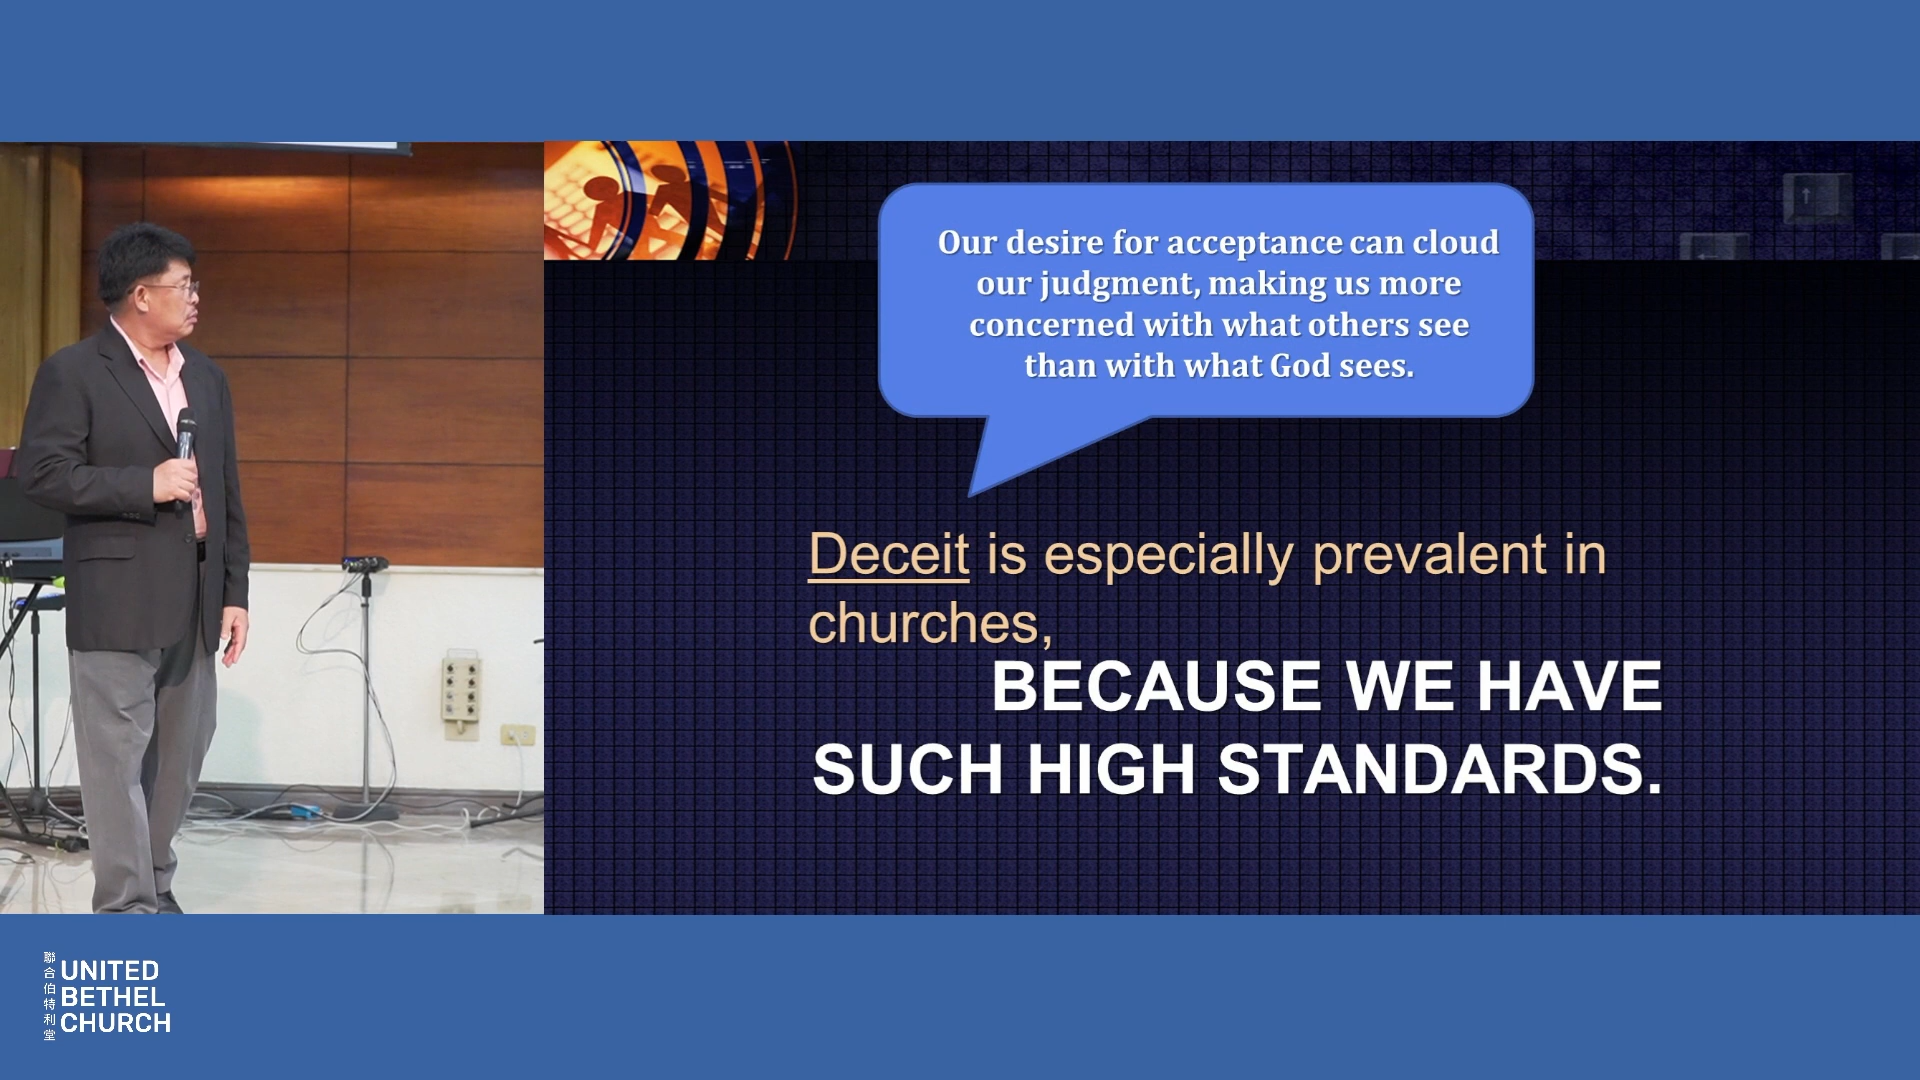 Our desire for acceptance can cloud
our judgment, making us more
concerned with what others see
than with what God sees.
Deceit is especially prevalent in
churches,
BECAUSE WE HAVE
SUCH HIGH STANDARDS.
聯合伯特利堂
UNITED
BETHEL
CHURCH